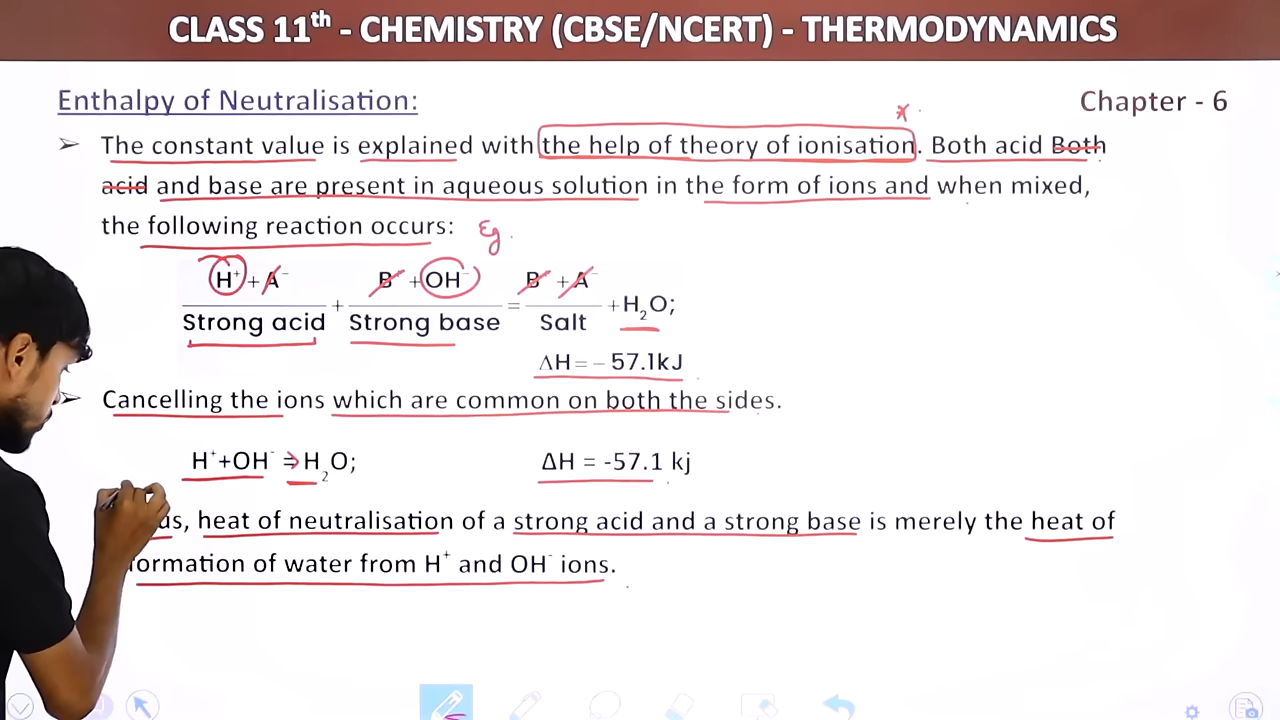 CLASS 11th - CHEMISTRY (CBSE/NCERT) - THERMODYNAMICS
Enthalpy of Neutralisation:
Chapter - 6
➢ The constant value is explained with the help of theory of ionisation. Both acid Both
acid and base are present in aqueous solution in the form of ions and when mixed,
the following reaction occurs: Eg
H⁺ + A⁻ B⁺ + OH⁻ B⁺ + A⁻
+ = + H₂O;
Strong acid Strong base Salt
ΔH = – 57.1kJ
➢ Cancelling the ions which are common on both the sides.
H⁺+OH⁻ ⇒ H₂O; ΔH = -57.1 kj
us, heat of neutralisation of a strong acid and a strong base is merely the heat of
formation of water from H⁺ and OH⁻ ions.